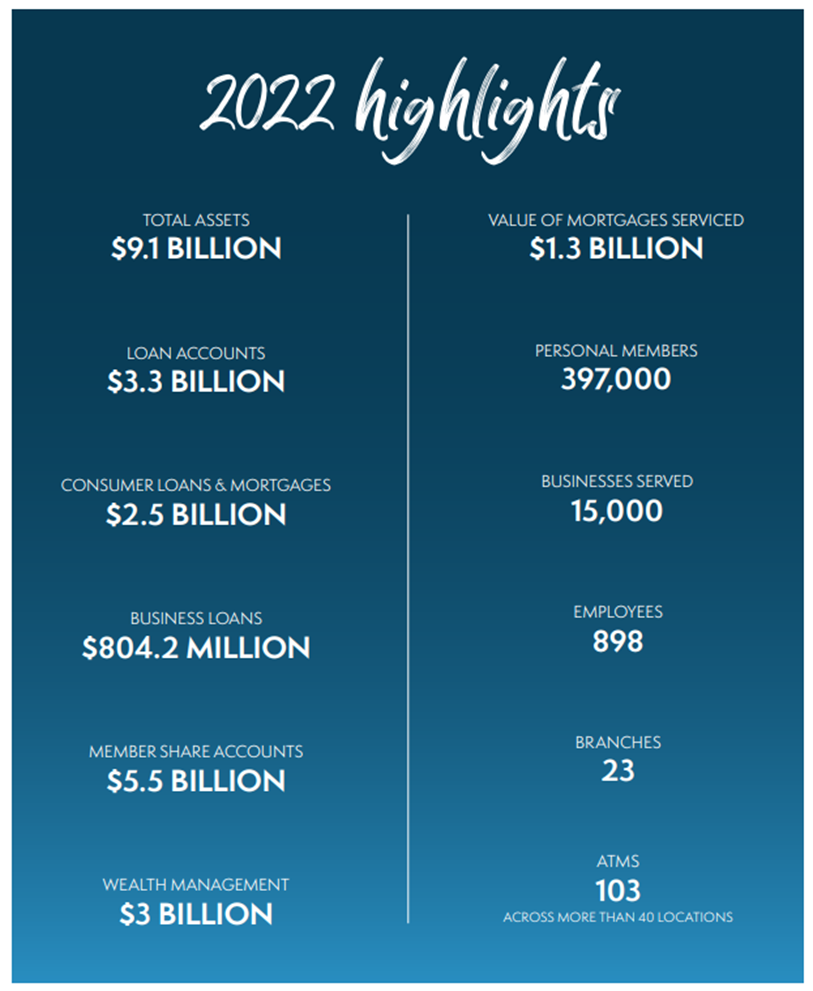 2022 highlights
TOTAL ASSETS
$9.1 BILLION
LOAN ACCOUNTS
$3.3 BILLION
CONSUMER LOANS & MORTGAGES
$2.5 BILLION
BUSINESS LOANS
$804.2 MILLION
MEMBER SHARE ACCOUNTS
$5.5 BILLION
WEALTH MANAGEMENT
$3 BILLION
VALUE OF MORTGAGES SERVICED
$1.3 BILLION
PERSONAL MEMBERS
397,000
BUSINESSES SERVED
15,000
EMPLOYEES
898
BRANCHES
23
ATMS
103
ACROSS MORE THAN 40 LOCATIONS